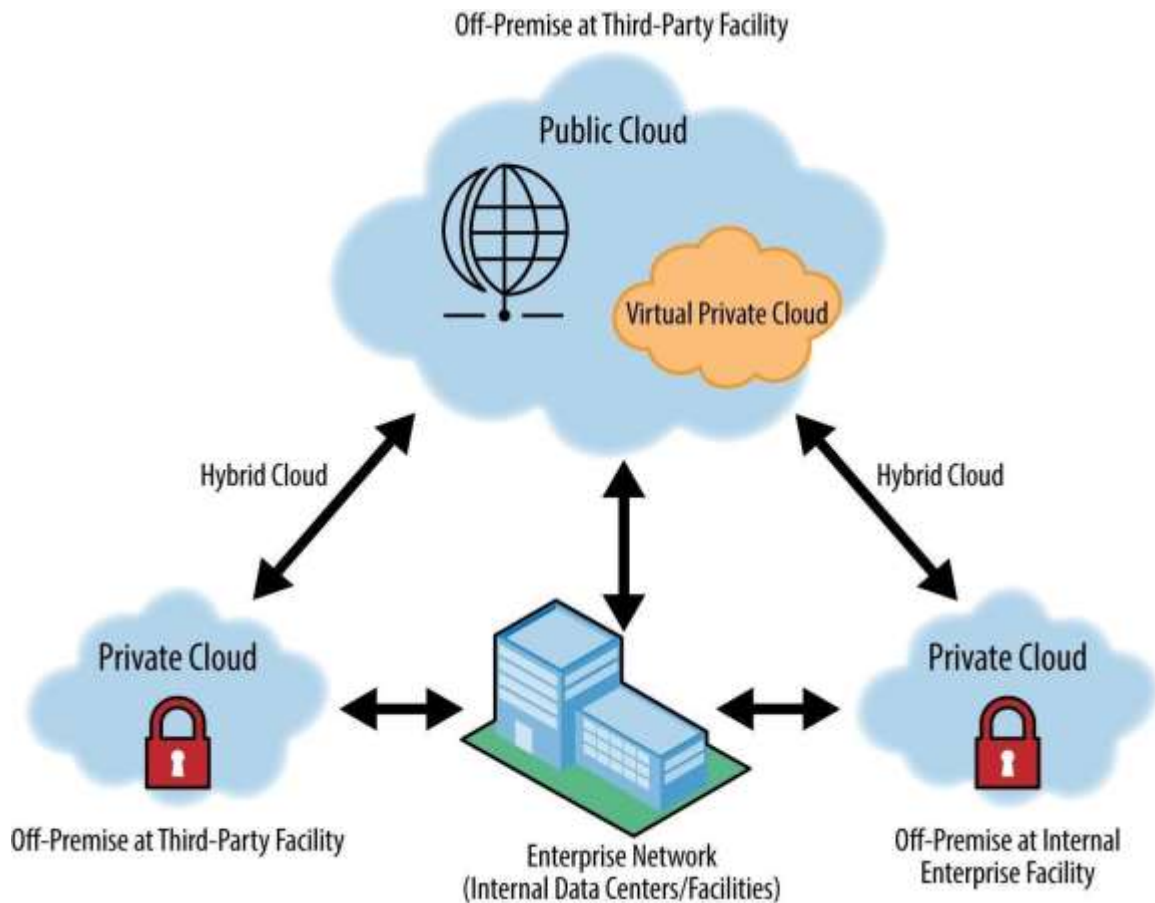 Off-Premise at Third-Party Facility
Public Cloud
Virtual Private Cloud
Hybrid Cloud
Hybrid Cloud
Private Cloud
Private Cloud
Off-Premise at Third-Party Facility
Enterprise Network
(Internal Data Centers/Facilities)
Off-Premise at Internal
Enterprise Facility